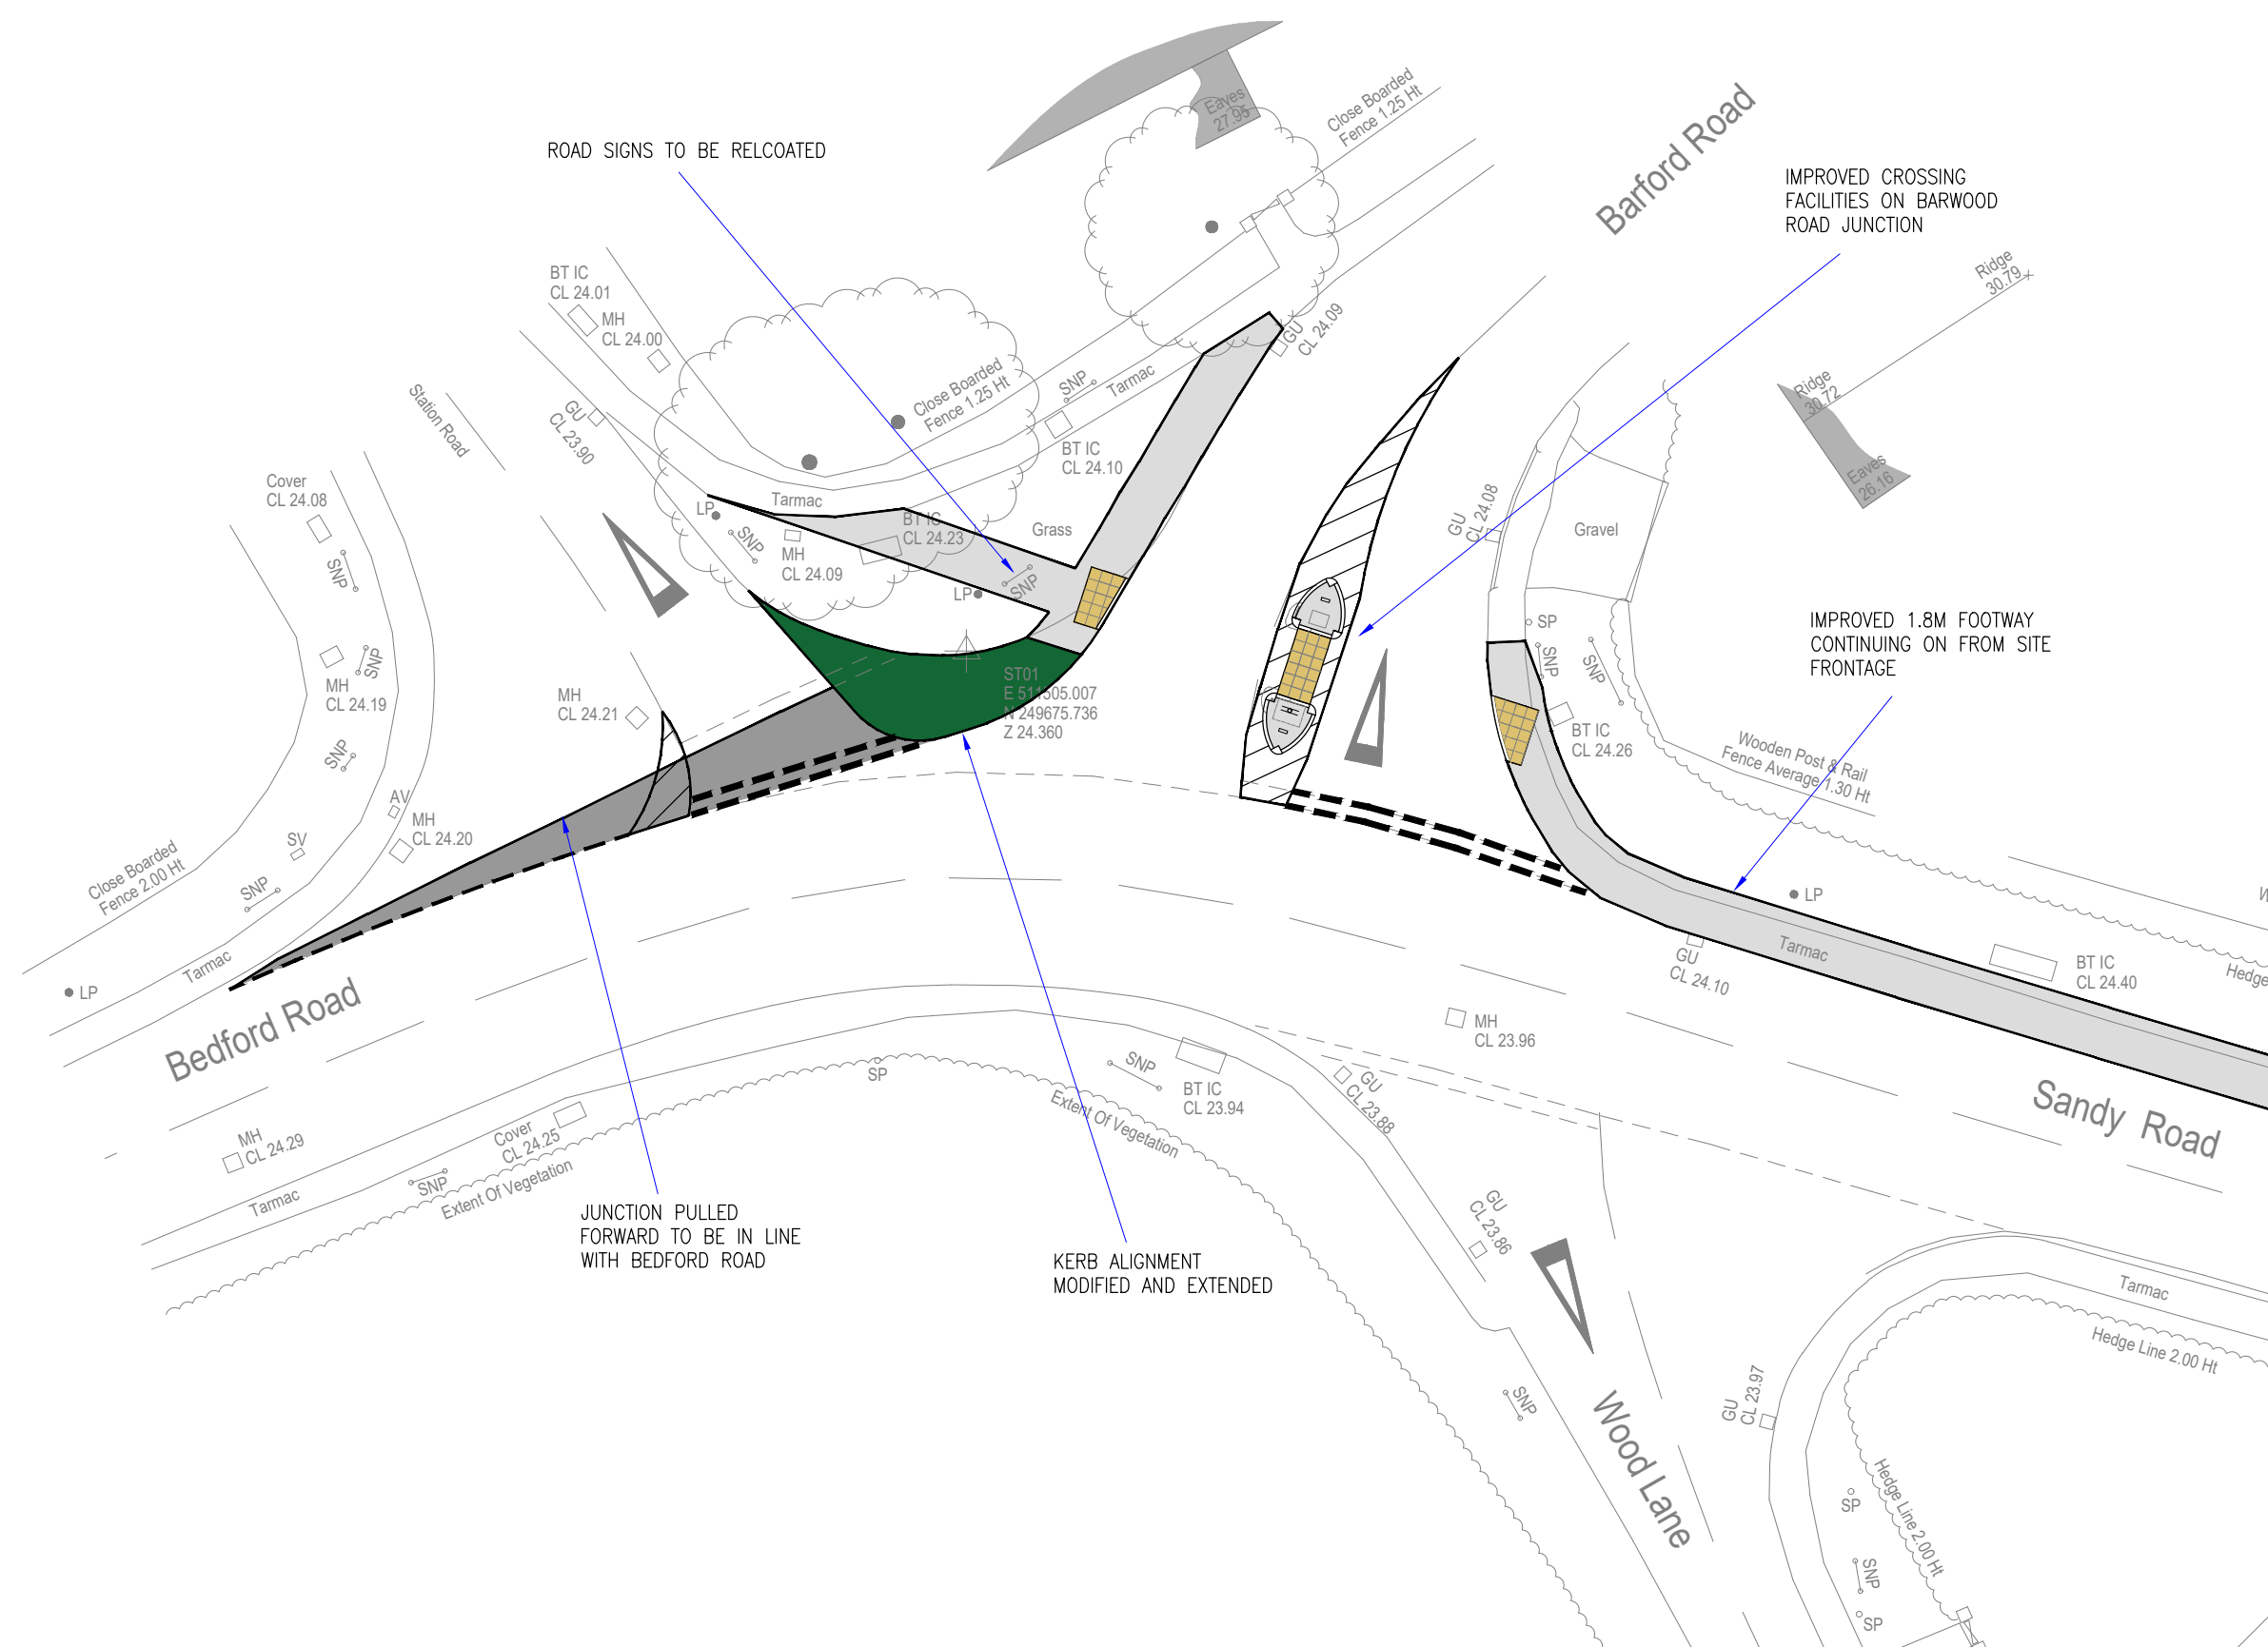 Eaves
27.95
Close Boarded
Fence 1.25 Ht
Barford Road
ROAD SIGNS TO BE RELCOATED
IMPROVED CROSSING
FACILITIES ON BARWOOD
ROAD JUNCTION
Ridge
30.79
BT IC
CL 24.01
MH
CL 24.00
GU
CL 24.09
Station Road
GU
CL 23.90
Close Boarded
Fence 1.25 Ht
SNP
Tarmac
Ridge
30.72
BT IC
CL 24.10
Eaves
26.16
Cover
CL 24.08
LP
Tarmac
SNP
MH
CL 24.09
BT IC
CL 24.23
Grass
GU
CL 24.08
Gravel
SNP
LP
SNP
SP
SNP
SNP
IMPROVED 1.8M FOOTWAY
CONTINUING ON FROM SITE
FRONTAGE
MH
CL 24.19
SNP
SNP
MH
CL 24.21
ST01
E 511505.007
N 249675.736
Z 24.360
BT IC
CL 24.26
Wooden Post & Rail
Fence Average 1.30 Ht
AV
MH
CL 24.20
SV
SNP
Close Boarded
Fence 2.00 Ht
LP
W
Tarmac
LP
Bedford Road
GU
CL 24.10
Tarmac
BT IC
CL 24.40
Hedge
MH
CL 23.96
SP
SNP
BT IC
CL 23.94
GU
CL 23.88
Extent Of Vegetation
Sandy Road
MH
CL 24.29
Cover
CL 24.25
SNP
Extent Of Vegetation
Tarmac
JUNCTION PULLED
FORWARD TO BE IN LINE
WITH BEDFORD ROAD
KERB ALIGNMENT
MODIFIED AND EXTENDED
GU
CL 23.86
Tarmac
Hedge Line 2.00 Ht
SNP
Wood Lane
GU
CL 23.97
Hedge Line 2.00 Ht
SP
SNP
SP